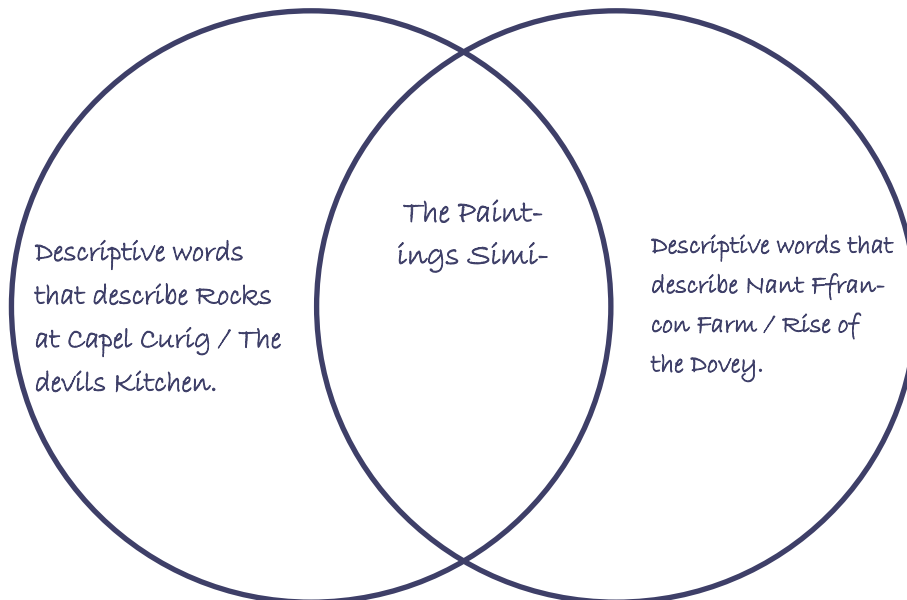 Descriptive words
that describe Rocks
at Capel Curig / The
devils Kitchen.
The Paint-
ings Simi-
Descriptive words that
describe Nant Ffran-
con Farm / Rise of
the Dovey.